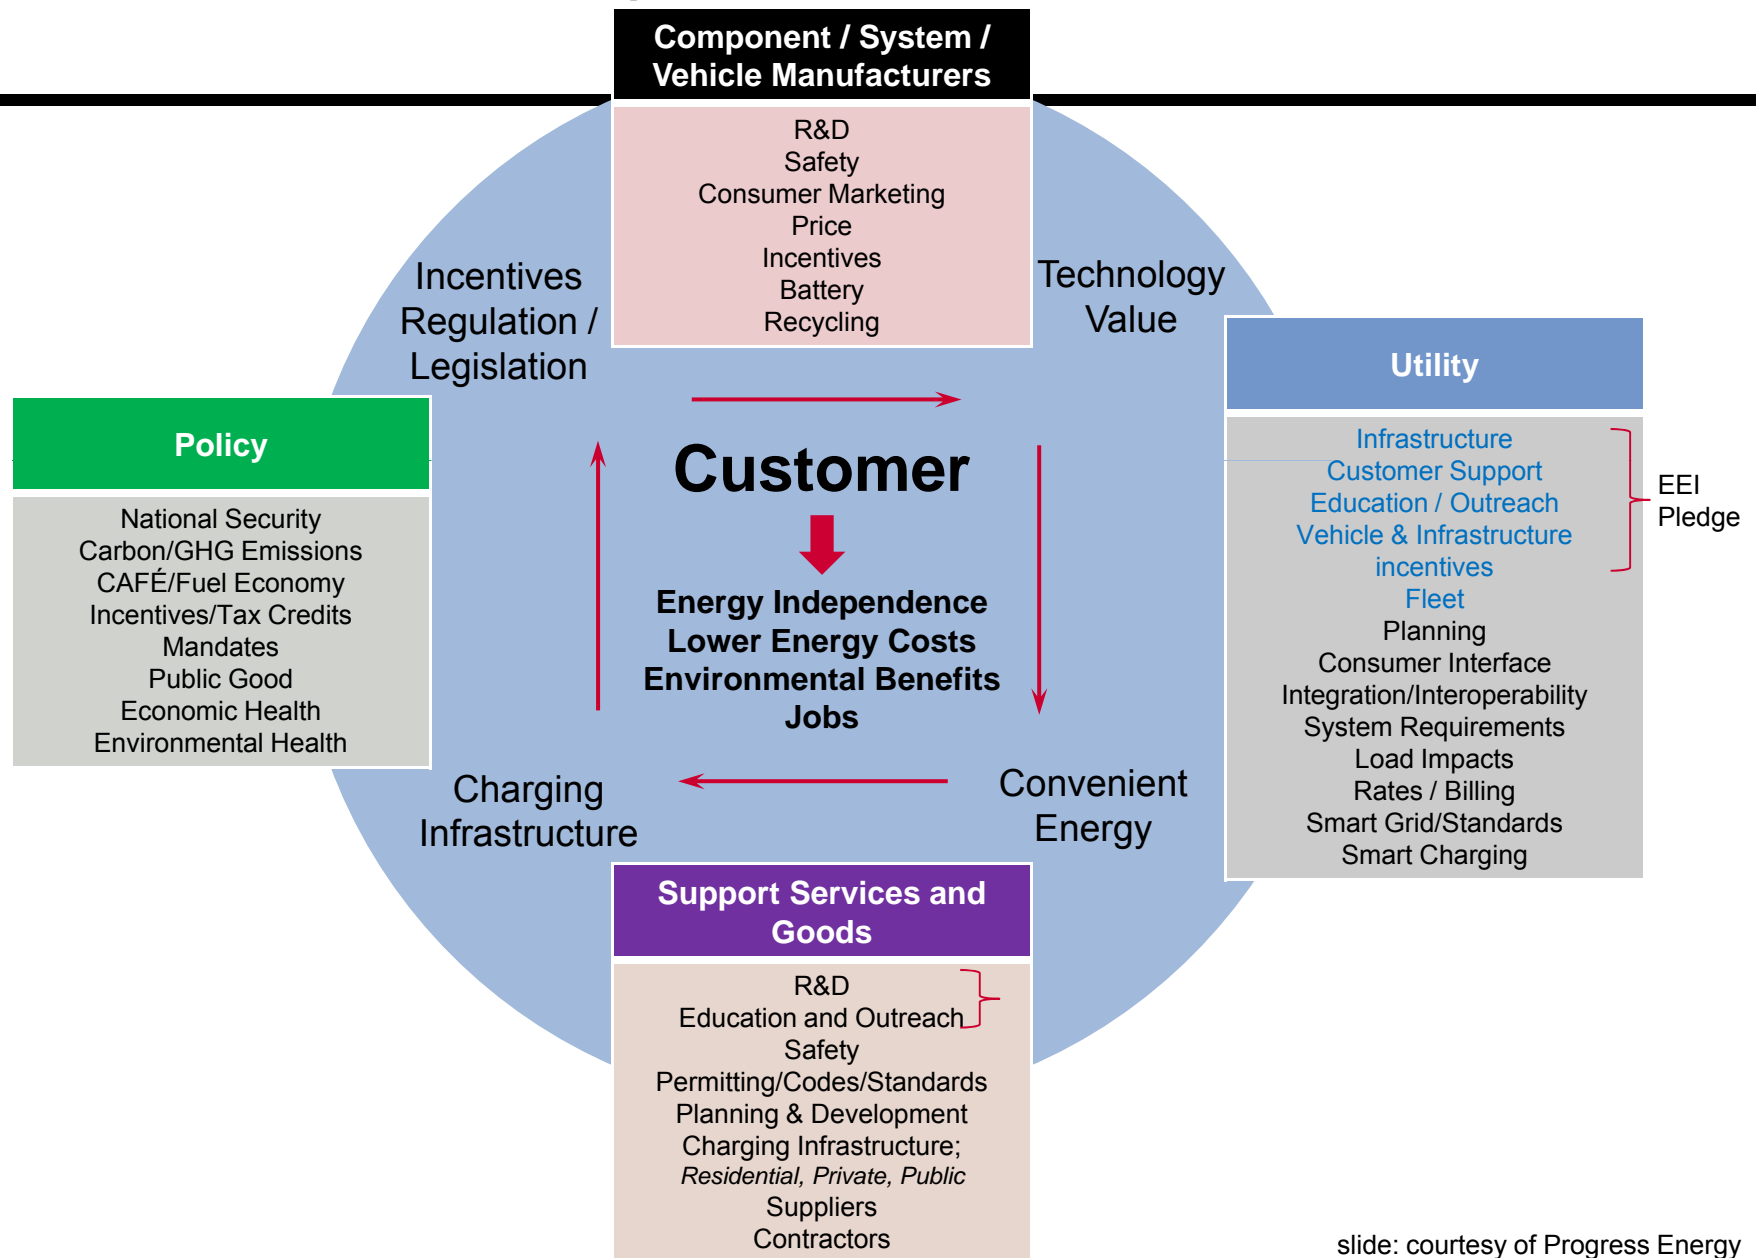 Component / System /
Vehicle Manufacturers
R&D
Safety
Consumer Marketing
Price
Incentives
Battery
Recycling
Incentives
Regulation /
Legislation
Technology
Value
Policy
National Security
Carbon/GHG Emissions
CAFÉ/Fuel Economy
Incentives/Tax Credits
Mandates
Public Good
Economic Health
Environmental Health
Customer
Energy Independence
Lower Energy Costs
Environmental Benefits
Jobs
Utility
Infrastructure
Customer Support
Education / Outreach
Vehicle & Infrastructure
incentives
Fleet
Planning
Consumer Interface
Integration/Interoperability
System Requirements
Load Impacts
Rates / Billing
Smart Grid/Standards
Smart Charging
EEI
Pledge
Charging
Infrastructure
Convenient
Energy
Support Services and
Goods
R&D
Education and Outreach
Safety
Permitting/Codes/Standards
Planning & Development
Charging Infrastructure;
Residential, Private, Public
Suppliers
Contractors
slide: courtesy of Progress Energy